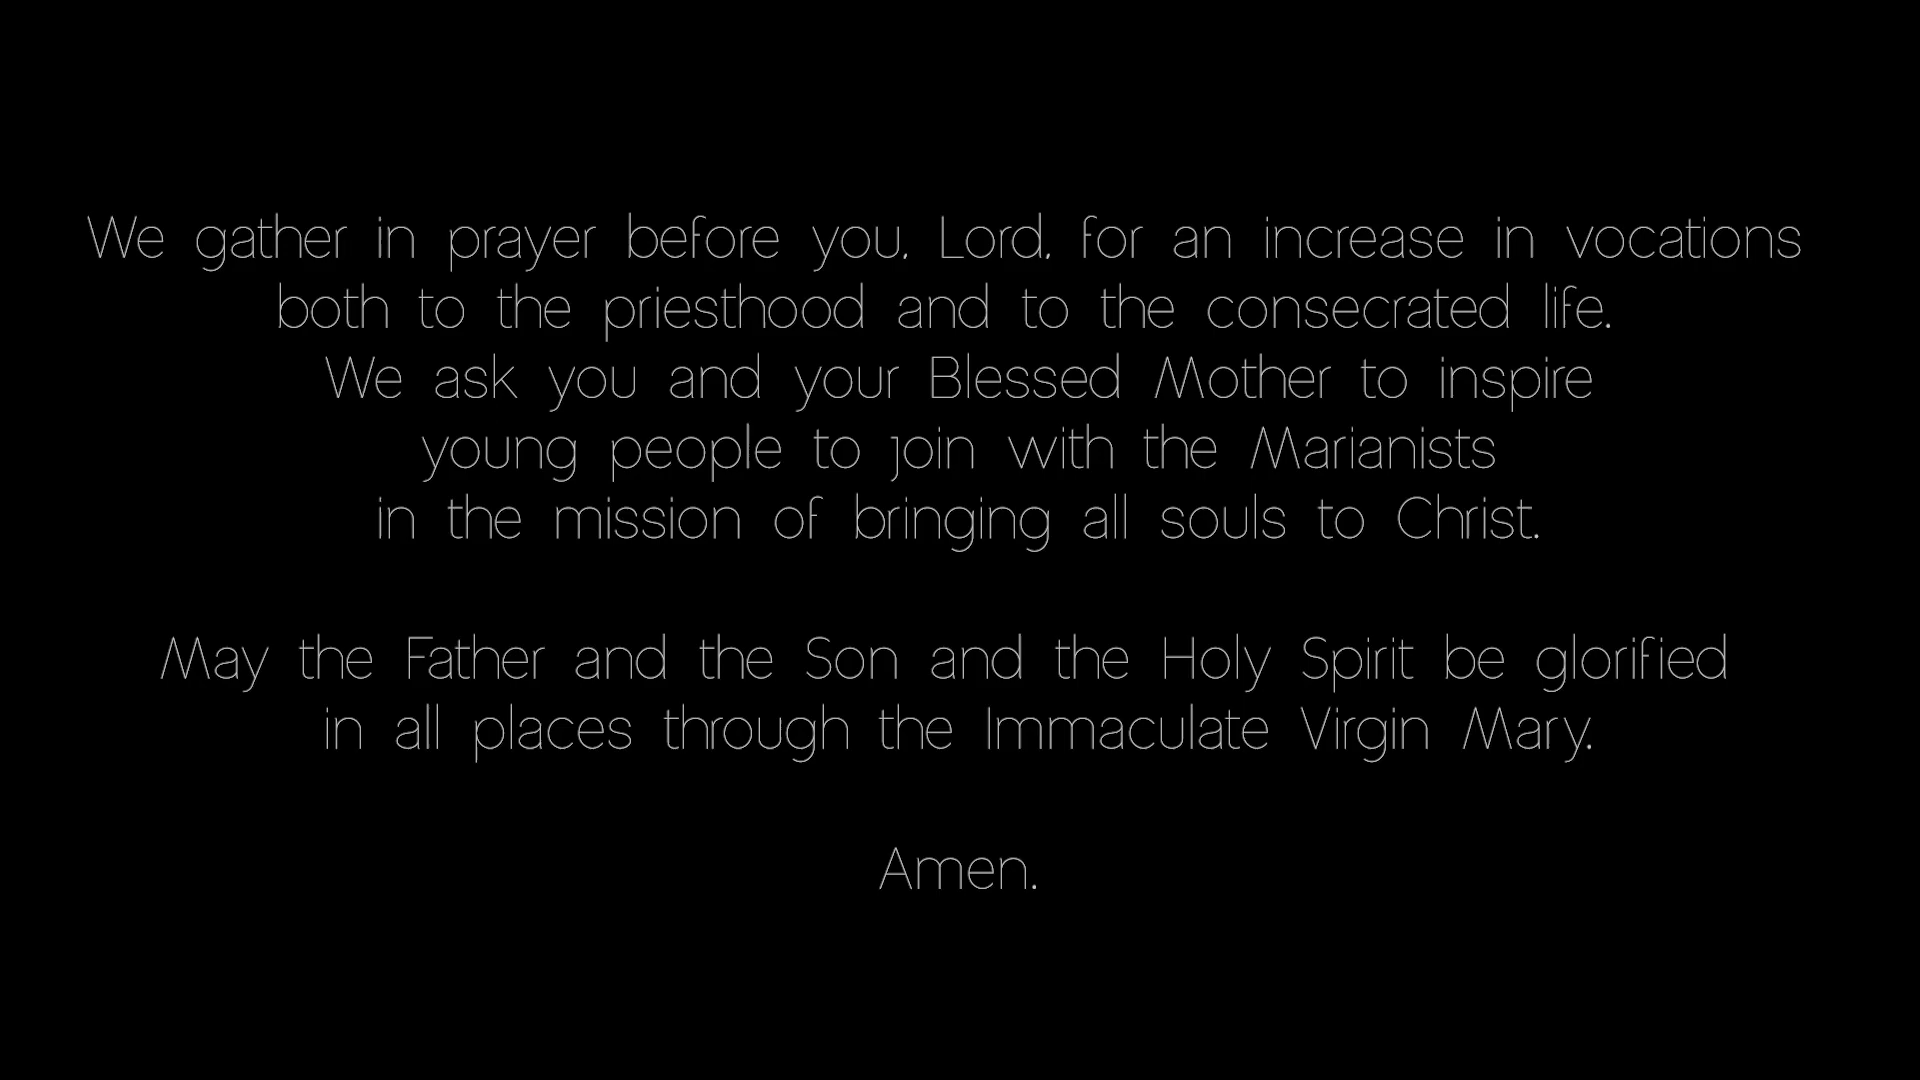 We gather in prayer before you, Lord, for an increase in vocations
both to the priesthood and to the consecrated life.
We ask you and your Blessed Mother to inspire
young people to join with the Marianists
in the mission of bringing all souls to Christ.
May the Father and the Son and the Holy Spirit be glorified
in all places through the Immaculate Virgin Mary.
Amen.